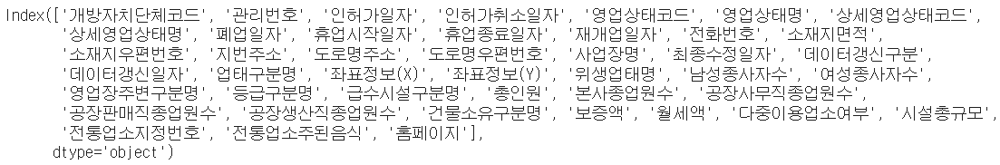 Index(['개방자치단체코드', '관리번호', '인허가일자', '인허가취소일자', '영업상태코드', '영업상태명', '상세영업상태코드',
'상세영업상태명', '폐업일자', '휴업시작일자', '휴업종료일자', '재개업일자', '전화번호', '소재지면적',
'소재지우편번호', '지번주소', '도로명주소', '도로명우편번호', '사업장명', '최종수정일자', '데이터갱신구분',
'데이터갱신일자', '업태구분명', '좌표정보(X)', '좌표정보(Y)', '위생업태명', '남성종사자수', '여성종사자수',
'영업장주변구분명', '등급구분명', '급수시설구분명', '총인원', '본사종업원수', '공장사무직종업원수',
'공장판매직종업원수', '공장생산직종업원수', '건물소유구분명', '보증액', '월세액', '다중이용업소여부', '시설총규모',
'전통업소지정번호', '전통업소주된음식', '홈페이지'],
dtype='object')